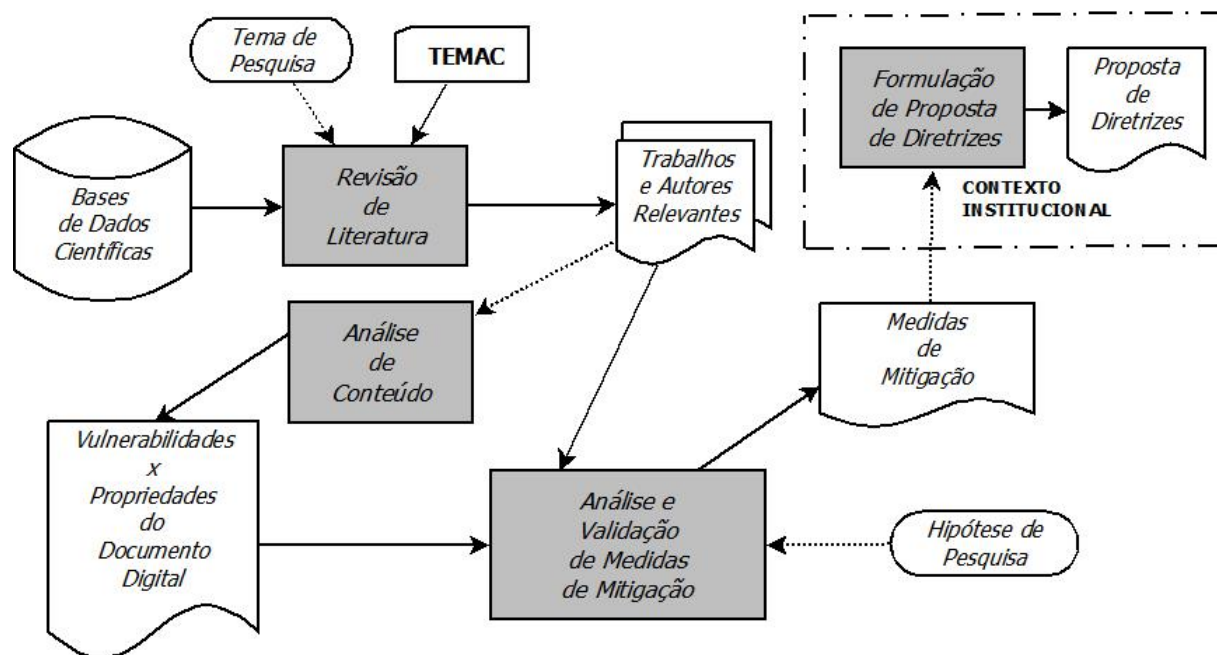 Tema de
Pesquisa
TEMAC
Formulação
de Proposta
de Diretrizes
Proposta
de
Diretrizes
CONTEXTO
INSTITUCIONAL
Bases
de Dados
Científicas
Revisão
de
Literatura
Trabalhos
e Autores
Relevantes
Análise
de
Conteúdo
Medidas
de
Mitigação
Vulnerabilidades
x
Propriedades
do
Documento
Digital
Análise e
Validação
de Medidas
de Mitigação
Hipótese de
Pesquisa